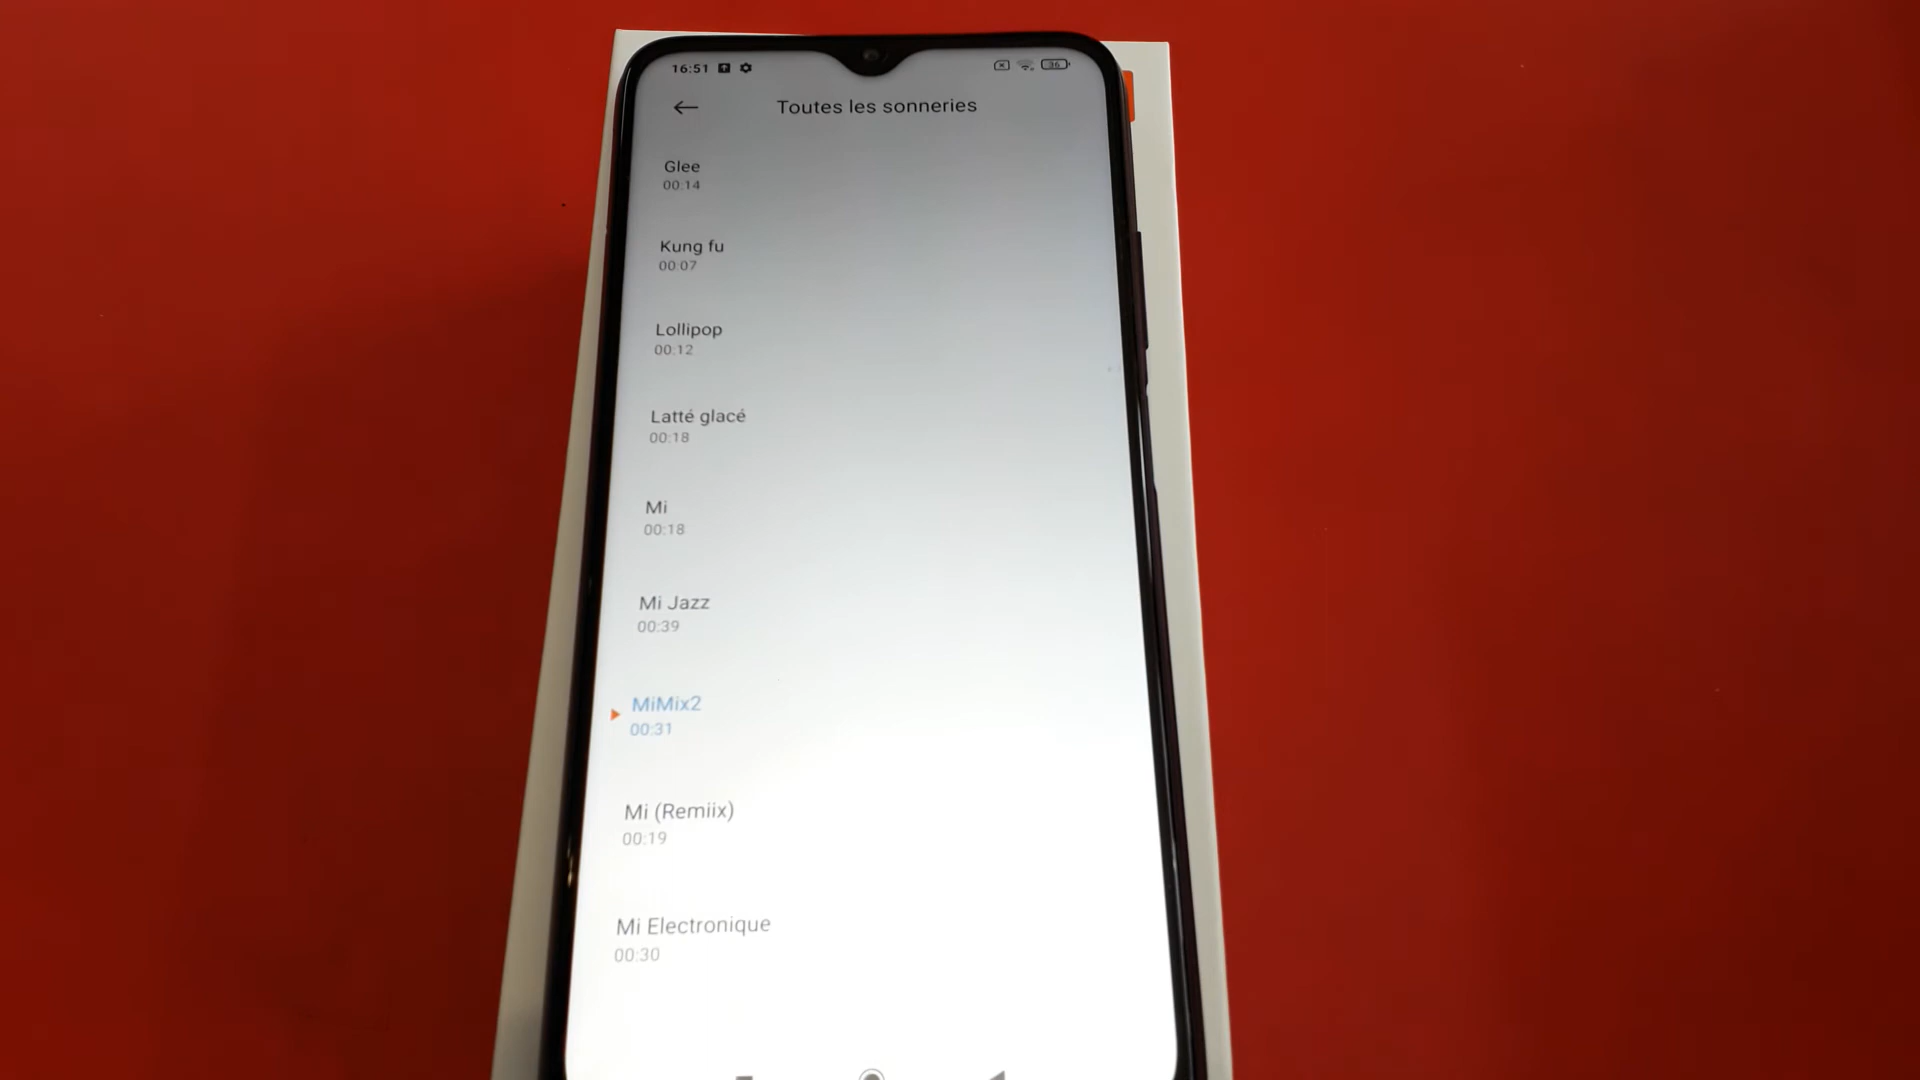 16:51
36
Toutes les sonneries
Glee
00:14
Kung fu
00:07
Lollipop
00:12
Latté glacé
00:18
Mi
00:18
Mi Jazz
00:39
MiMix2
00:31
Mi (Remiix)
00:19
Mi Electronique
00:30